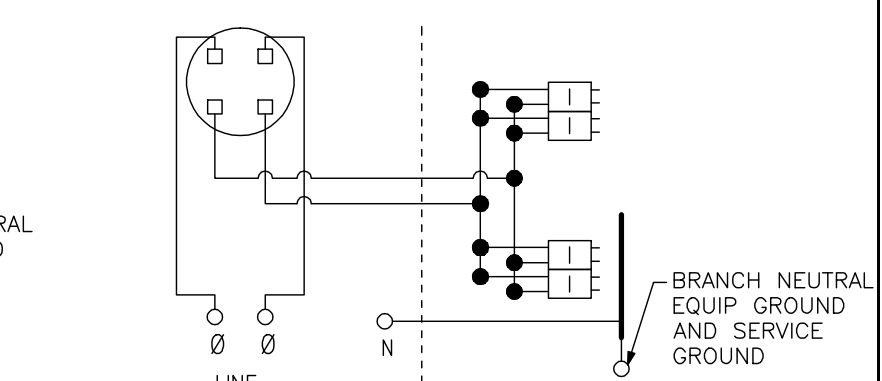 BRANCH NEUTRAL
EQUIP GROUND
AND SERVICE
GROUND
Ø Ø
N